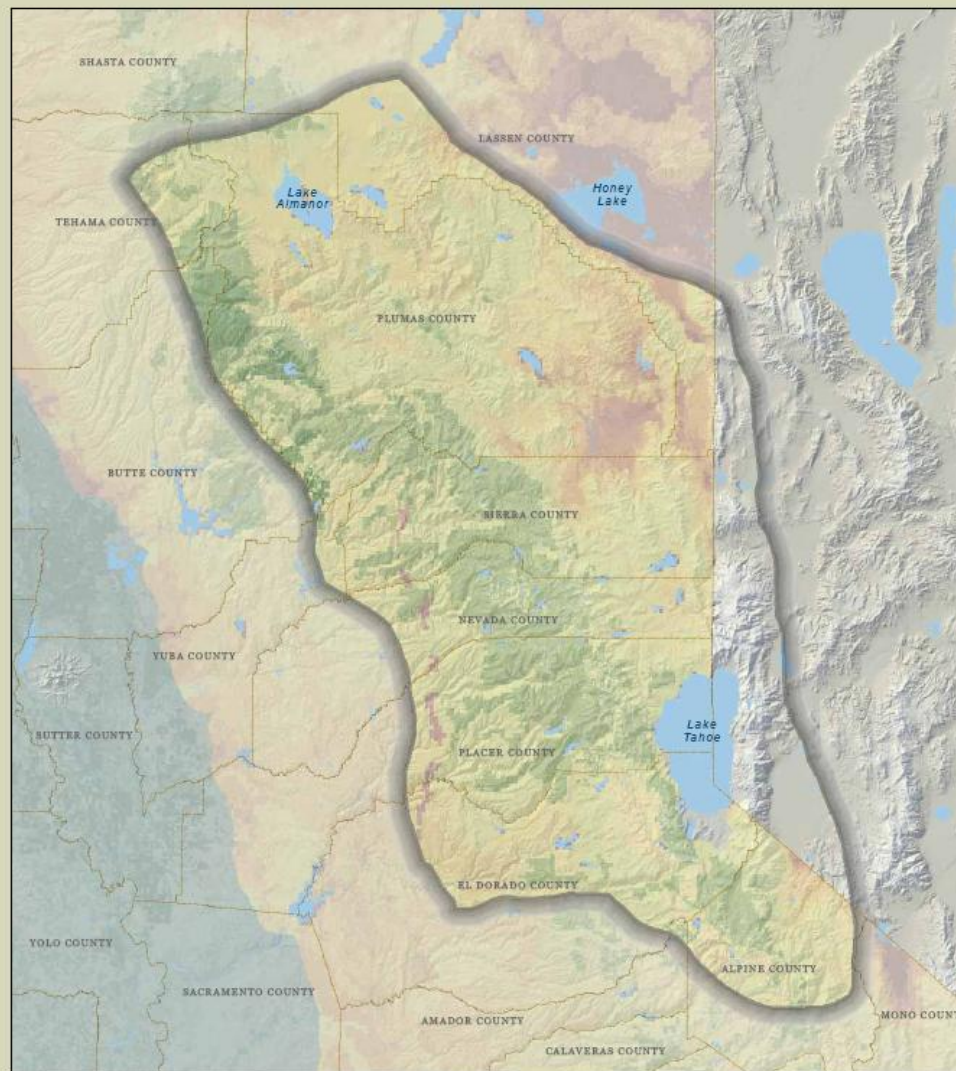 SHASTA COUNTY
LASSEN COUNTY
Lake
Almanor
Honey
Lake
TEHAMA COUNTY
PLUMAS COUNTY
BUTTE COUNTY
SIERRA COUNTY
NEVADA COUNTY
YUBA COUNTY
Lake
Tahoe
SUTTER COUNTY
PLACER COUNTY
EL DORADO COUNTY
YOLO COUNTY
ALPINE COUNTY
SACRAMENTO COUNTY
MONO COUNT
AMADOR COUNTY
CALAVERAS COUNTY